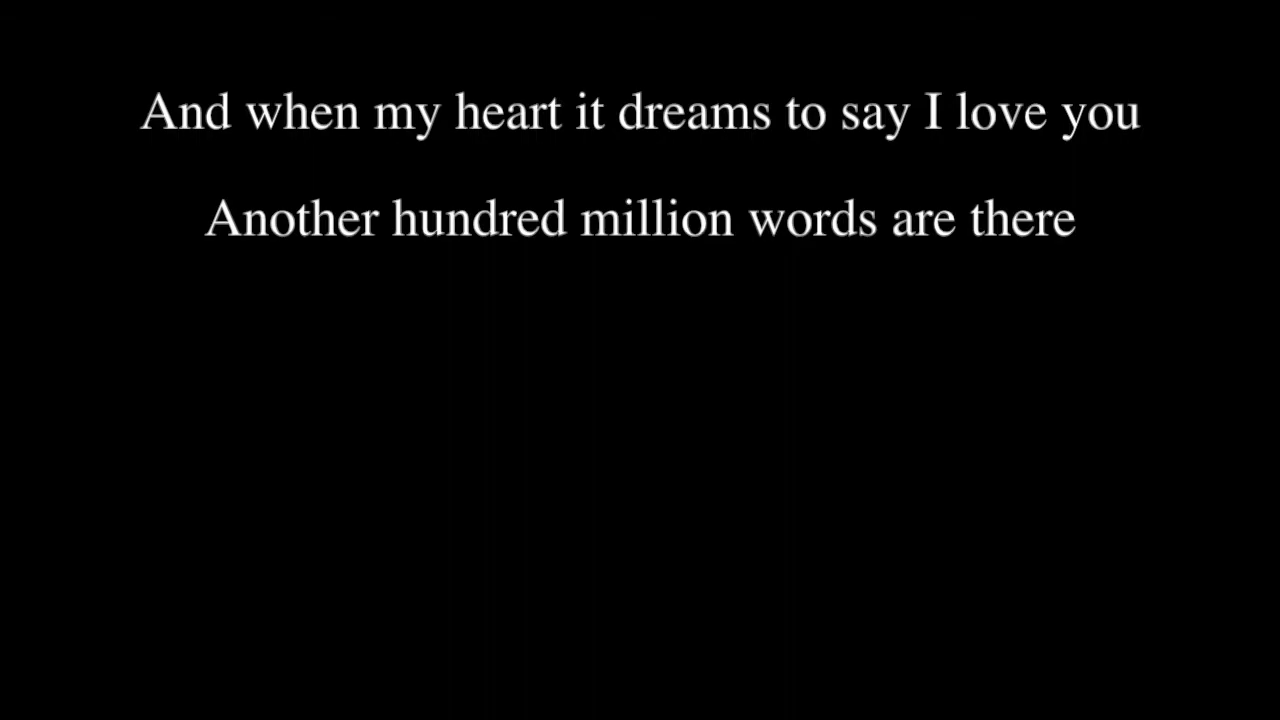 And when my heart it dreams to say I love you
Another hundred million words are there